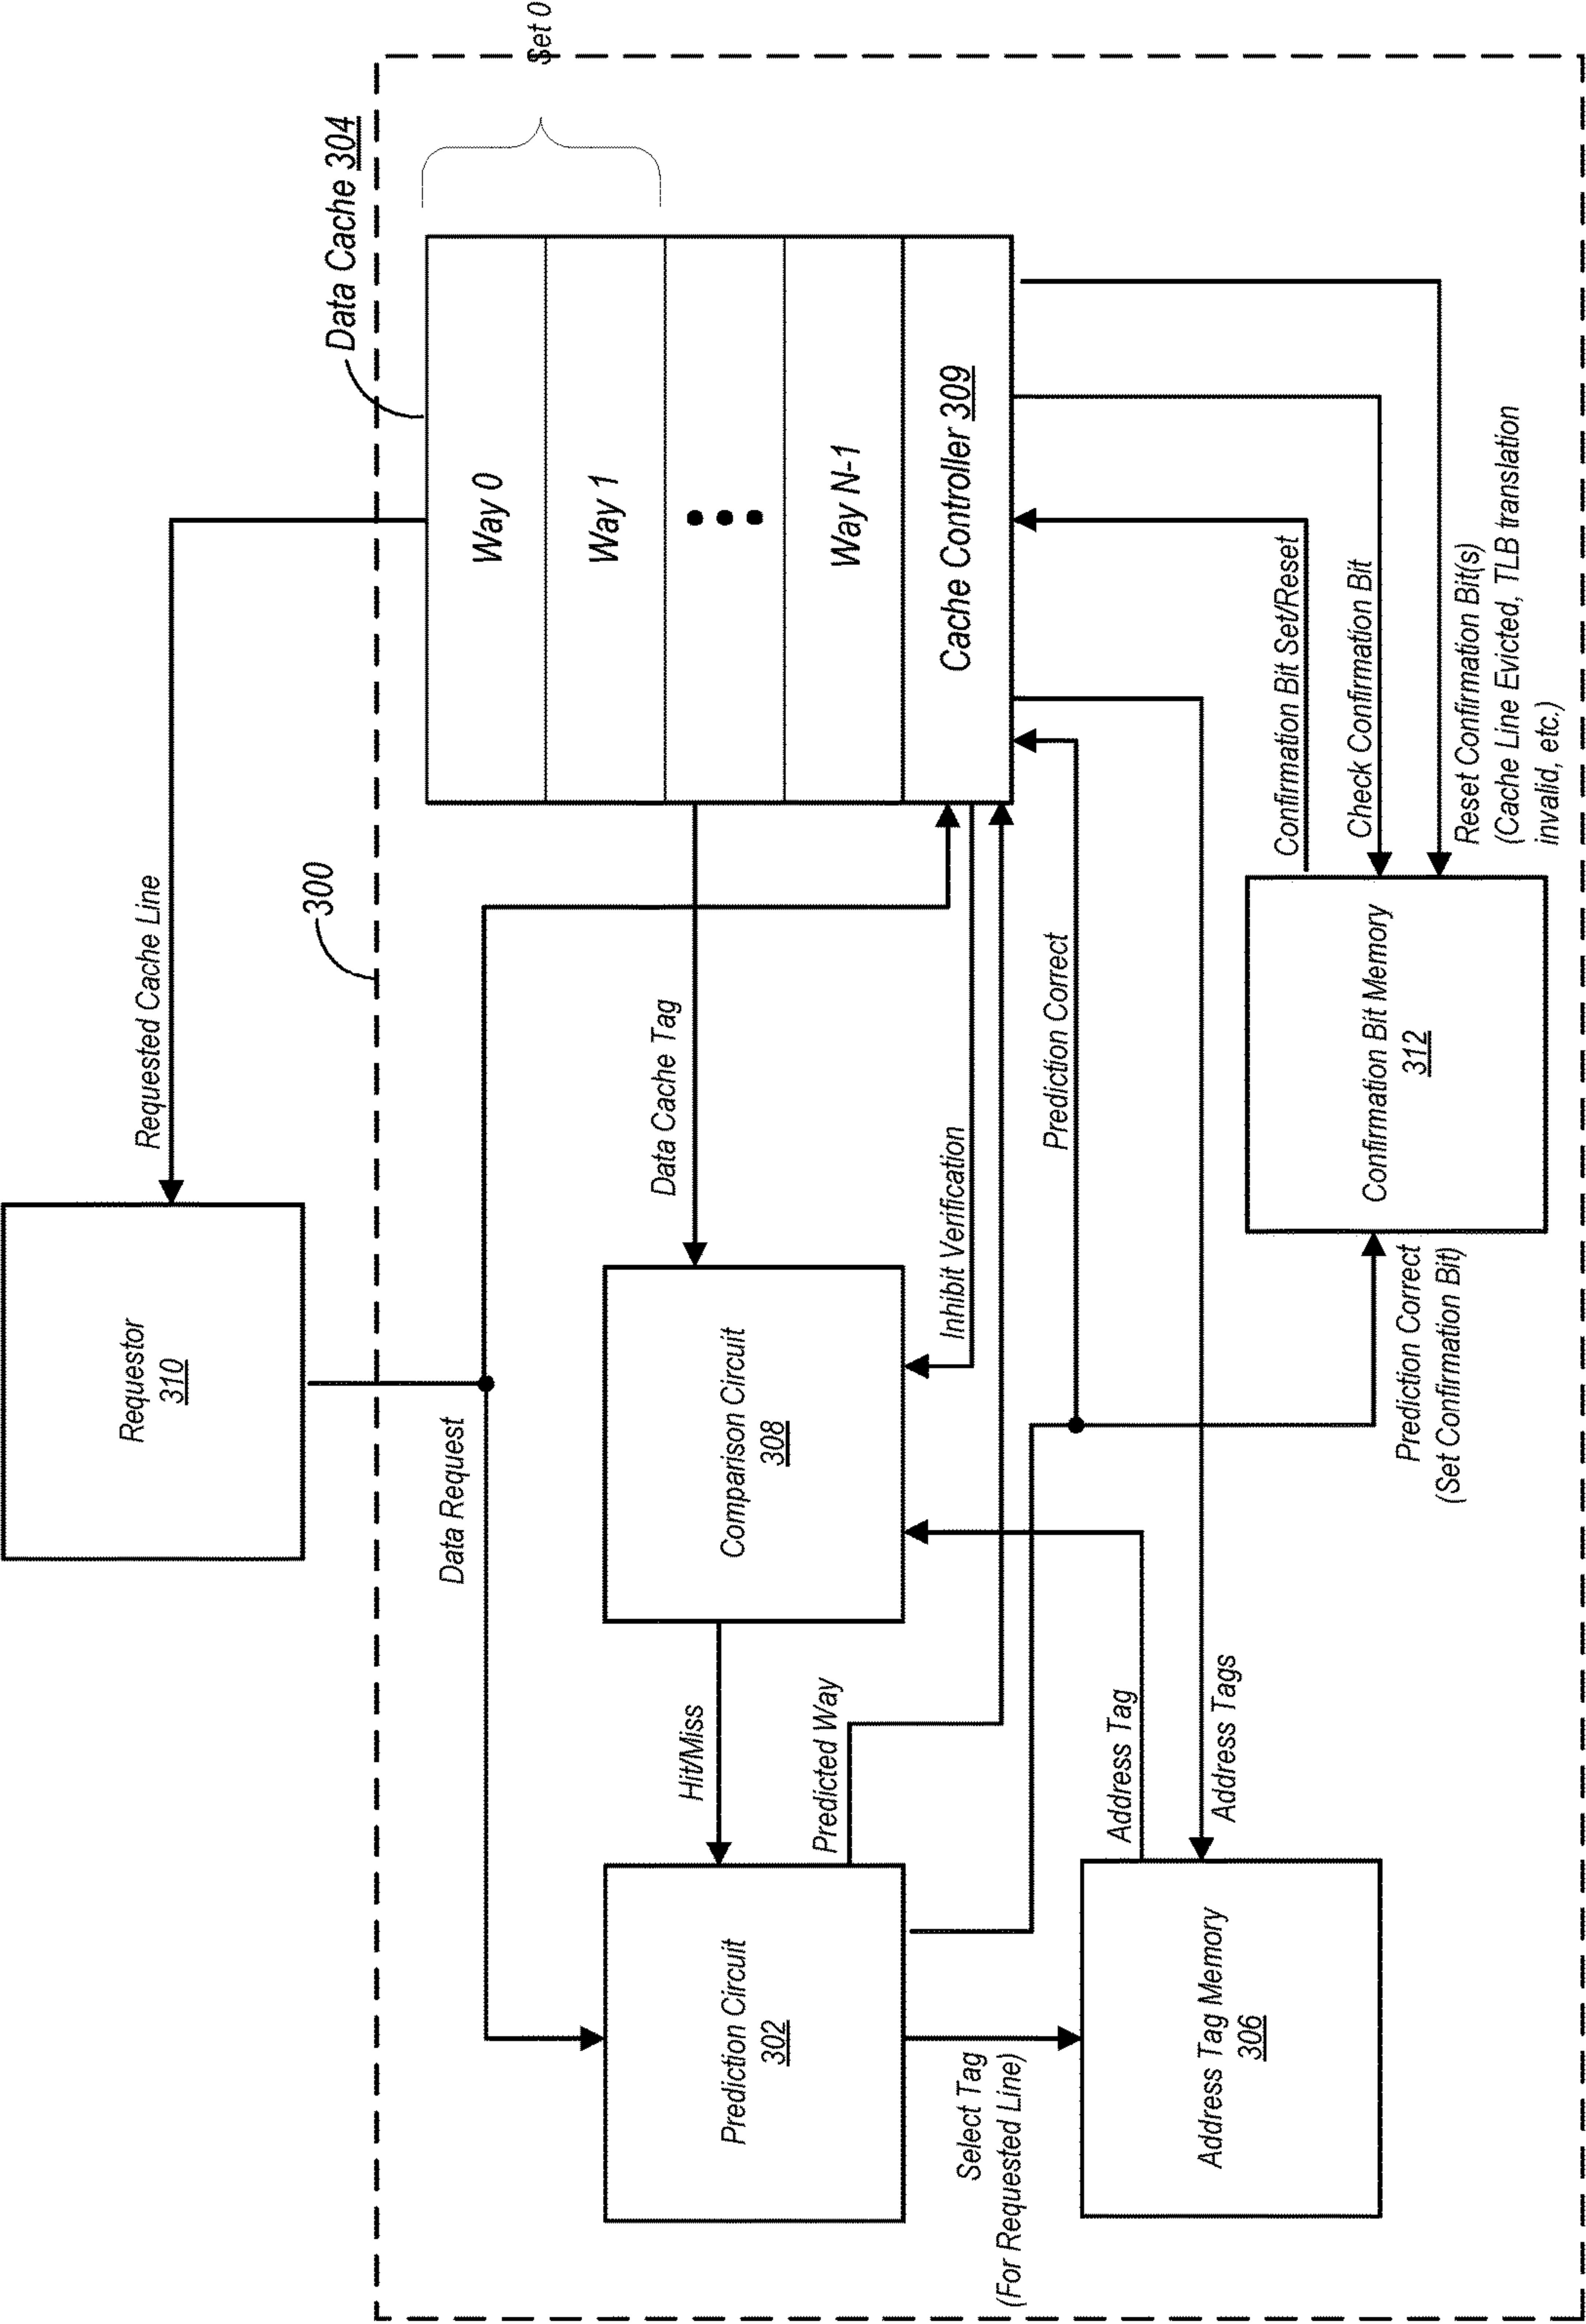 Requestor
310
Requested Cache Line
300
Data Cache 304
Set 0
Data Request
Prediction Circuit
302
Hit/Miss
Predicted Way
Comparison Circuit
308
Data Cache Tag
Inhibit Verification
Way 0
Way 1
Way N-1
Cache Controller 309
Select Tag
(For Requested Line)
Address Tag Memory
306
Address Tag
Address Tags
Prediction Correct
Prediction Correct
(Set Confirmation Bit)
Confirmation Bit Memory
312
Confirmation Bit Set/Reset
Check Confirmation Bit
Reset Confirmation Bit(s)
(Cache Line Evicted, TLB translation
invalid, etc.)